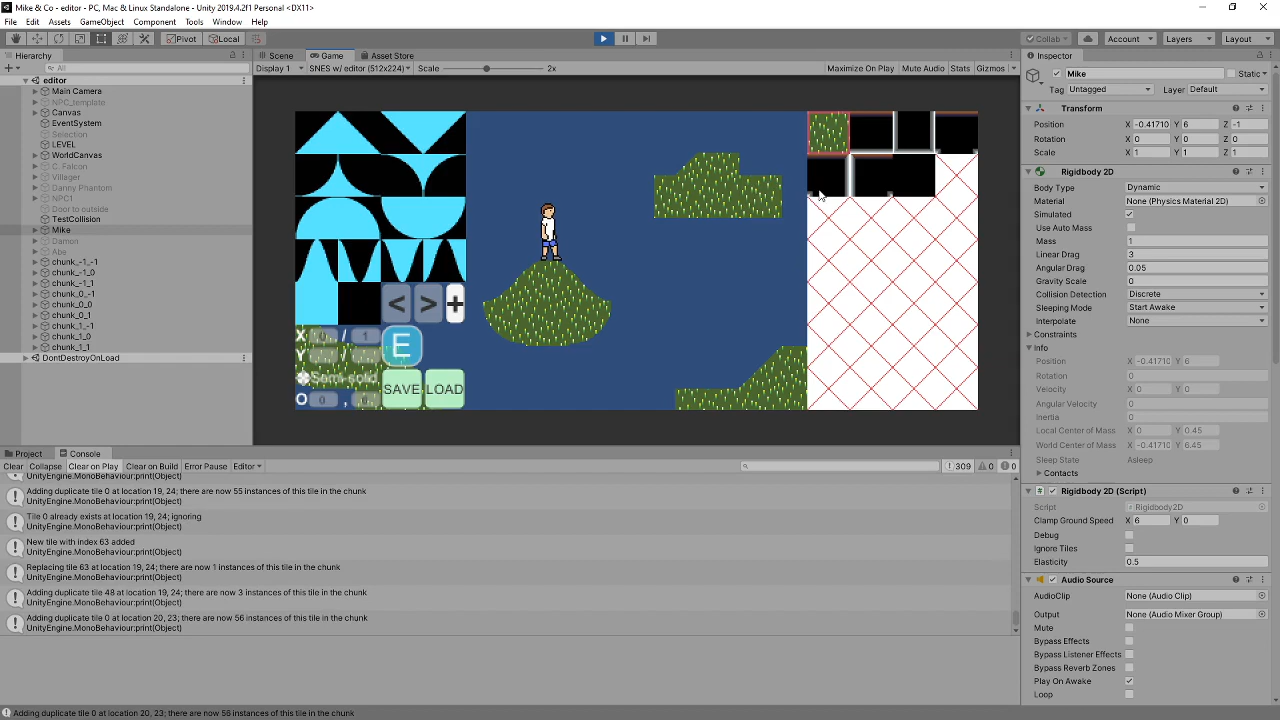 Mike & Co - editor - PC, Mac & Linux Standalone - Unity 2019.4.2f1 Personal <DX11>
File Edit Assets GameObject Component Tools Window Help
Pivot Local Collab Account Layers Layout
Hierarchy Scene Game Asset Store Inspector
All
Display 1 SNES w/ editor (512x224) Scale 2x Maximize On Play Mute Audio Stats Gizmos
editor
Main Camera
NPC_template
Canvas
EventSystem
Selection
LEVEL
WorldCanvas
C. Falcon
Villager
Danny Phantom
NPC1
Door to outside
TestCollision
Mike
Damon
Abe
chunk_-1_-1
chunk_-1_0
chunk_-1_1
chunk_0_-1
chunk_0_0
chunk_0_1
chunk_1_-1
chunk_1_0
chunk_1_1
DontDestroyOnLoad
< > +
X 0 / 1
Y
E
Semi-solid
O 0 , 0
SAVE LOAD
Mike Static
Tag Untagged Layer Default
Transform
Position X -0.41710 Y 6 Z -1
Rotation X 0 Y 0 Z 0
Scale X 1 Y 1 Z 1
Rigidbody 2D
Body Type Dynamic
Material None (Physics Material 2D)
Simulated
Use Auto Mass
Mass 1
Linear Drag 3
Angular Drag 0.05
Gravity Scale 0
Collision Detection Discrete
Sleeping Mode Start Awake
Interpolate None
Constraints
Info
Position X -0.41710 Y 6
Rotation 0
Velocity X 0 Y 0
Angular Velocity 0
Inertia 0
Local Center of Mass X 0 Y 0.45
World Center of Mass X -0.41710 Y 6.45
Sleep State Asleep
Contacts
Rigidbody 2D (Script)
Script Rigidbody2D
Clamp Ground Speed X 6 Y 0
Debug
Ignore Tiles
Elasticity 0.5
Audio Source
AudioClip None (Audio Clip)
Output None (Audio Mixer Group)
Mute
Bypass Effects
Bypass Listener Effects
Bypass Reverb Zones
Play On Awake
Loop
Project Console
Clear Collapse Clear on Play Clear on Build Error Pause Editor 309 0 0
UnityEngine.MonoBehaviour:print(Object)
Adding duplicate tile 0 at location 19, 24; there are now 55 instances of this tile in the chunk
UnityEngine.MonoBehaviour:print(Object)
Tile 0 already exists at location 19, 24; ignoring
UnityEngine.MonoBehaviour:print(Object)
New tile with index 63 added
UnityEngine.MonoBehaviour:print(Object)
Replacing tile 63 at location 19, 24; there are now 1 instances of this tile in the chunk
UnityEngine.MonoBehaviour:print(Object)
Adding duplicate tile 48 at location 19, 24; there are now 3 instances of this tile in the chunk
UnityEngine.MonoBehaviour:print(Object)
Adding duplicate tile 0 at location 20, 23; there are now 56 instances of this tile in the chunk
UnityEngine.MonoBehaviour:print(Object)
Adding duplicate tile 0 at location 20, 23; there are now 56 instances of this tile in the chunk